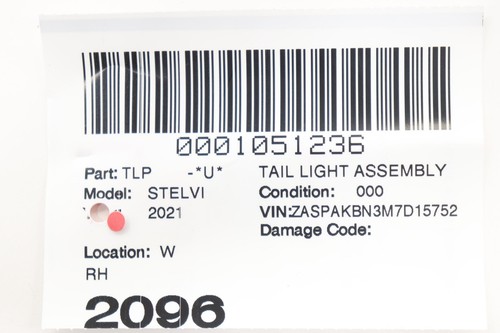 0001051236
Part: TLP -*U* TAIL LIGHT ASSEMBLY
Model: STELVI Condition: 000
2021 VIN:ZASPAKBN3M7D15752
Damage Code:
Location: W
RH
2096